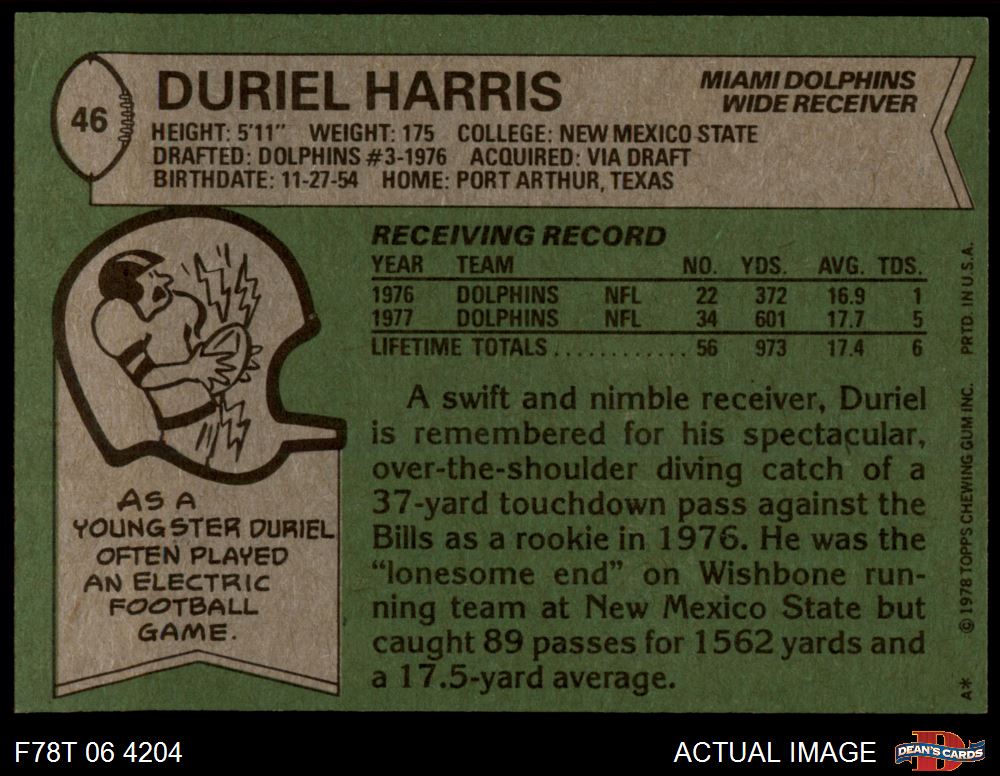 46
DURIEL HARRIS
MIAMI DOLPHINS
WIDE RECEIVER
HEIGHT: 5'11" WEIGHT: 175 COLLEGE: NEW MEXICO STATE
DRAFTED: DOLPHINS #3-1976 ACQUIRED: VIA DRAFT
BIRTHDATE: 11-27-54 HOME: PORT ARTHUR, TEXAS
RECEIVING RECORD
YEAR TEAM NO. YDS. AVG. TDS.
1976 DOLPHINS NFL 22 372 16.9 1
1977 DOLPHINS NFL 34 601 17.7 5
LIFETIME TOTALS............ 56 973 17.4 6
A swift and nimble receiver, Duriel
is remembered for his spectacular,
over-the-shoulder diving catch of a
37-yard touchdown pass against the
Bills as a rookie in 1976. He was the
"lonesome end" on Wishbone run-
ning team at New Mexico State but
caught 89 passes for 1562 yards and
a 17.5-yard average.
AS A
YOUNGSTER DURIEL
OFTEN PLAYED
AN ELECTRIC
FOOTBALL
GAME.
A* © 1978 TOPPS CHEWING GUM INC. PRTD. IN U.S.A.
F78T 06 4204
ACTUAL IMAGE
DEAN'S CARDS